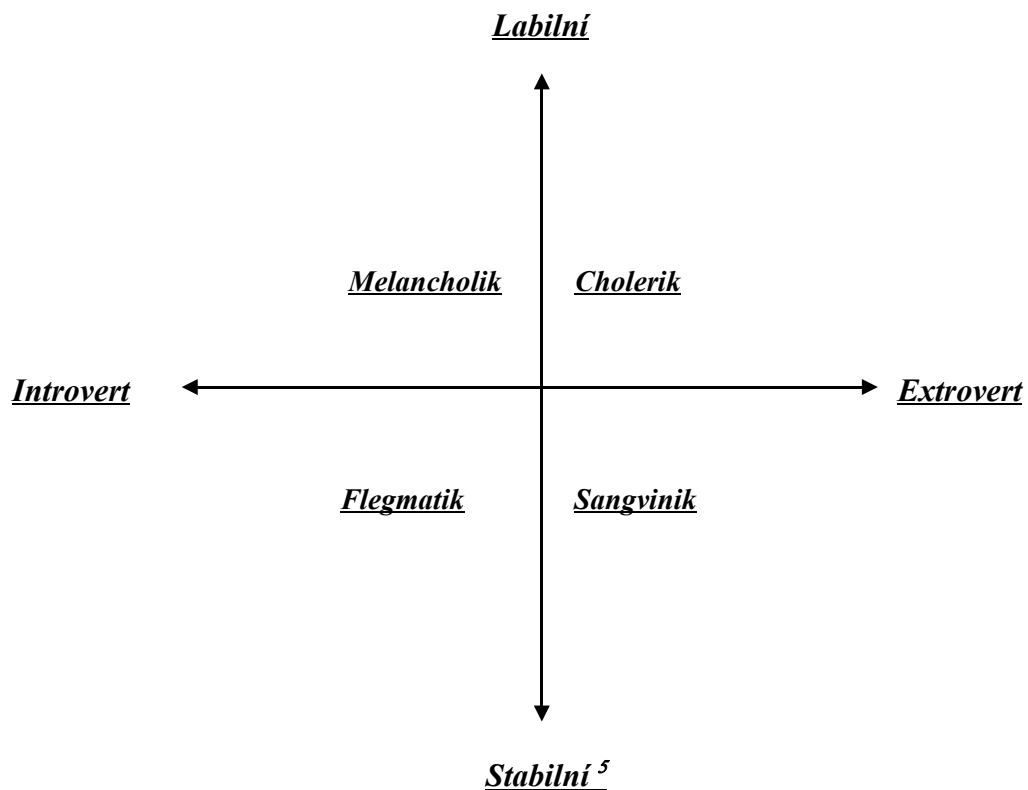 Labilní
Melancholik Cholerik
Introvert Extrovert
Flegmatik Sangvinik
Stabilní ⁵